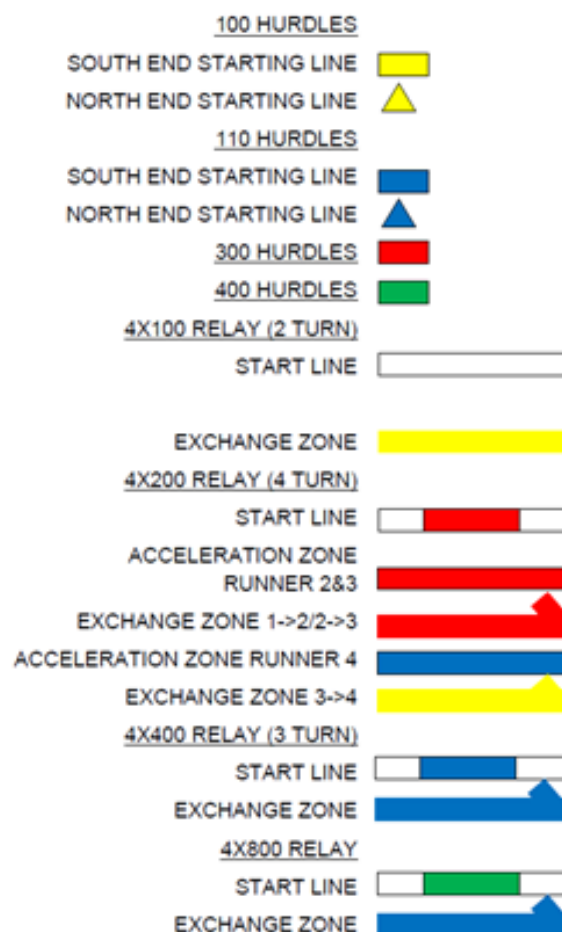 100 HURDLES
SOUTH END STARTING LINE
NORTH END STARTING LINE
110 HURDLES
SOUTH END STARTING LINE
NORTH END STARTING LINE
300 HURDLES
400 HURDLES
4X100 RELAY (2 TURN)
START LINE
EXCHANGE ZONE
4X200 RELAY (4 TURN)
START LINE
ACCELERATION ZONE
RUNNER 2&3
EXCHANGE ZONE 1->2/2->3
ACCELERATION ZONE RUNNER 4
EXCHANGE ZONE 3->4
4X400 RELAY (3 TURN)
START LINE
EXCHANGE ZONE
4X800 RELAY
START LINE
EXCHANGE ZONE